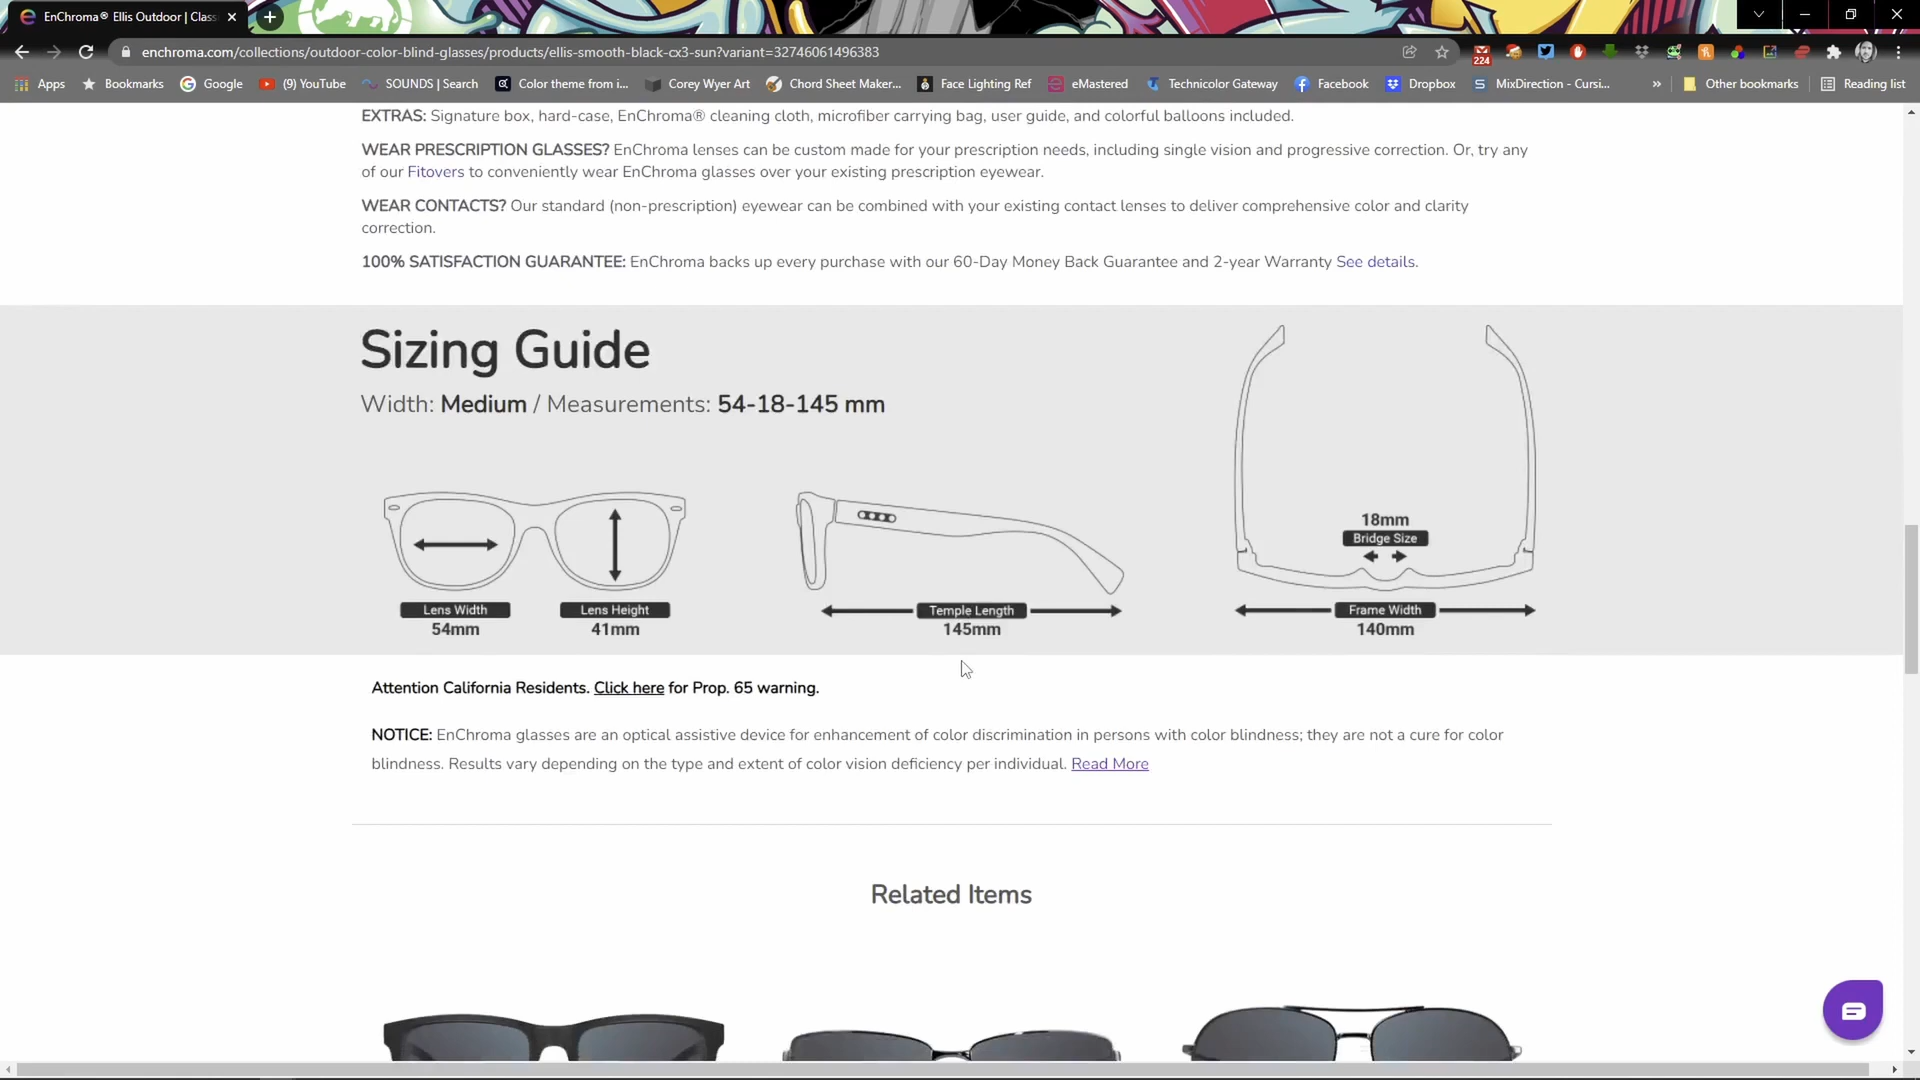 EnChroma® Ellis Outdoor | Clas
enchroma.com/collections/outdoor-color-blind-glasses/products/ellis-smooth-black-cx3-sun?variant=32746061496383
224
Apps Bookmarks Google (9) YouTube SOUNDS | Search Color theme from i... Corey Wyer Art Chord Sheet Maker... Face Lighting Ref eMastered Technicolor Gateway Facebook Dropbox MixDirection - Cursi... » Other bookmarks Reading list
EXTRAS: Signature box, hard-case, EnChroma® cleaning cloth, microfiber carrying bag, user guide, and colorful balloons included.
WEAR PRESCRIPTION GLASSES? EnChroma lenses can be custom made for your prescription needs, including single vision and progressive correction. Or, try any
of our Fitovers to conveniently wear EnChroma glasses over your existing prescription eyewear.
WEAR CONTACTS? Our standard (non-prescription) eyewear can be combined with your existing contact lenses to deliver comprehensive color and clarity
correction.
100% SATISFACTION GUARANTEE: EnChroma backs up every purchase with our 60-Day Money Back Guarantee and 2-year Warranty See details.
Sizing Guide
Width: Medium / Measurements: 54-18-145 mm
18mm
Bridge Size
Lens Width
54mm
Lens Height
41mm
Temple Length
145mm
Frame Width
140mm
Attention California Residents. Click here for Prop. 65 warning.
NOTICE: EnChroma glasses are an optical assistive device for enhancement of color discrimination in persons with color blindness; they are not a cure for color
blindness. Results vary depending on the type and extent of color vision deficiency per individual. Read More
Related Items